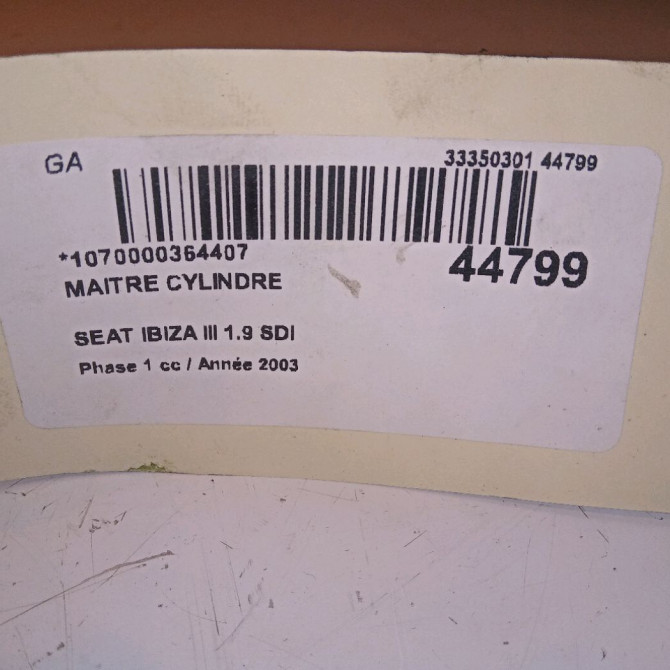 GA
33350301 44799
*1070000364407
44799
MAITRE CYLINDRE
SEAT IBIZA III 1.9 SDI
Phase 1 cc / Année 2003